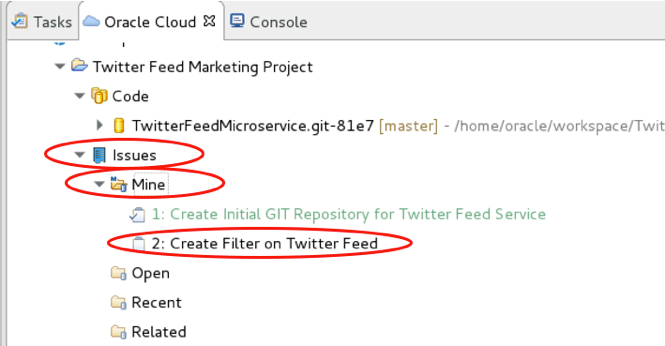 Tasks Oracle Cloud Console
Twitter Feed Marketing Project
Code
TwitterFeedMicroservice.git-81e7 [master] - /home/oracle/workspace/Twit
Issues
Mine
1: Create Initial GIT Repository for Twitter Feed Service
2: Create Filter on Twitter Feed
Open
Recent
Related